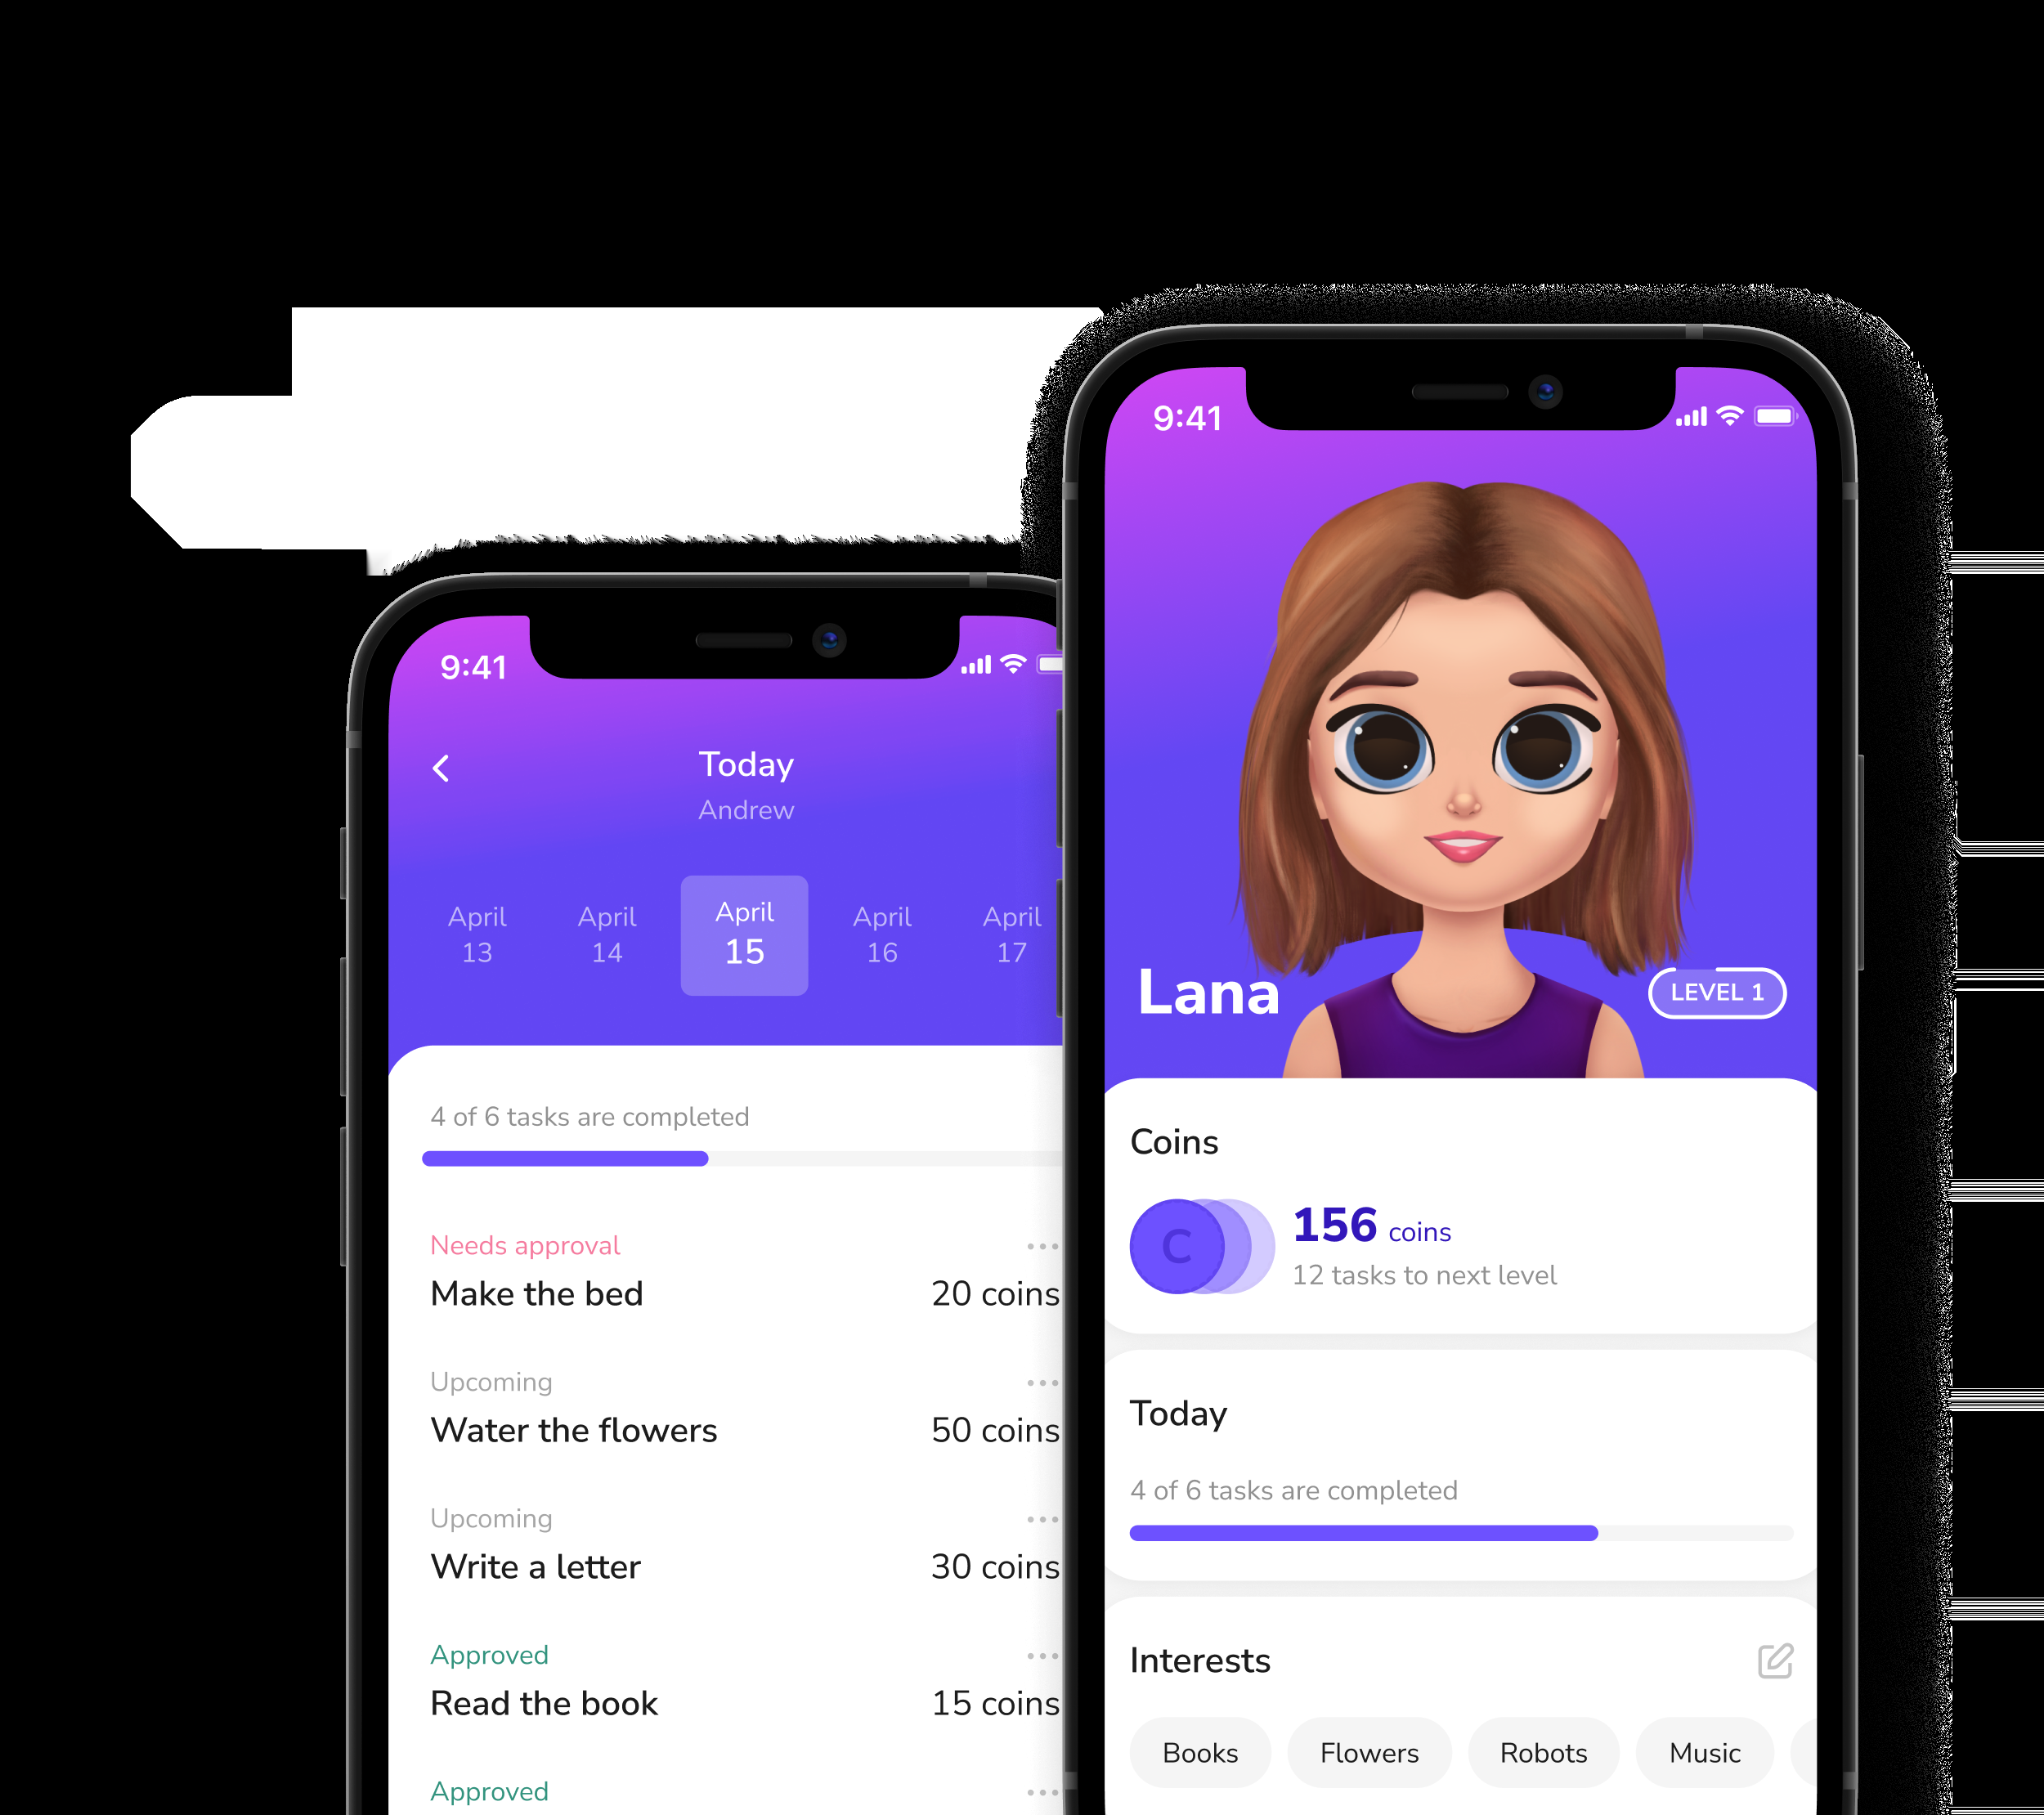 9:41
Today
Andrew
April
13
April
14
April
15
April
16
April
17
4 of 6 tasks are completed
Needs approval
Make the bed
20 coins
Upcoming
Water the flowers
50 coins
Upcoming
Write a letter
30 coins
Approved
Read the book
15 coins
Approved
9:41
Lana
LEVEL 1
Coins
C
156 coins
12 tasks to next level
Today
4 of 6 tasks are completed
Interests
Books
Flowers
Robots
Music